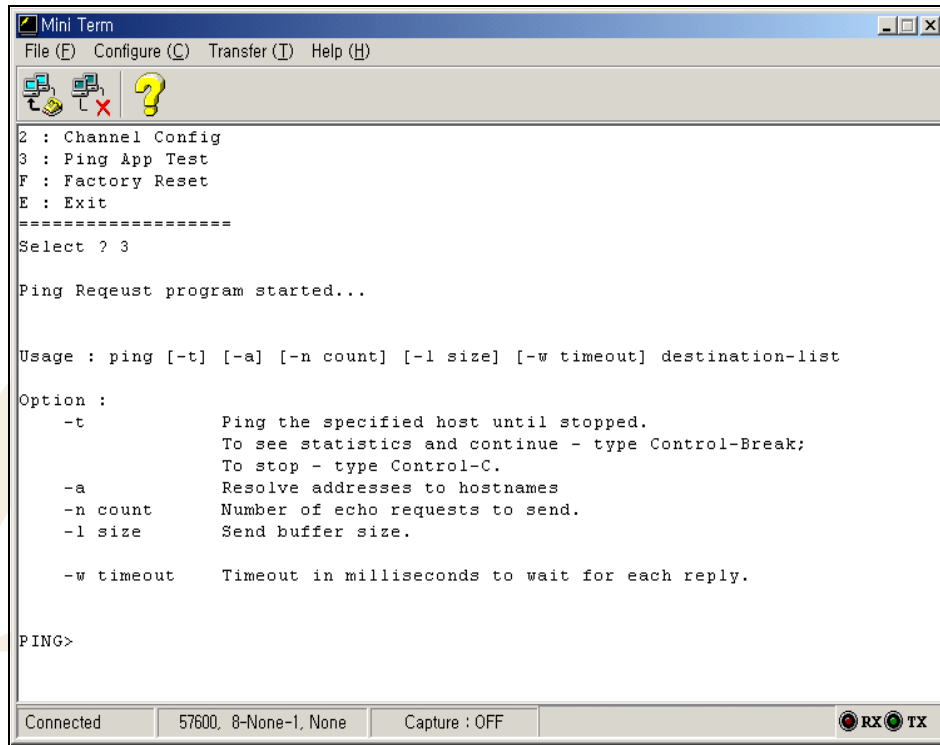 Mini Term
File (F) Configure (C) Transfer (T) Help (H)
2 : Channel Config
3 : Ping App Test
F : Factory Reset
E : Exit
====================
Select ? 3
Ping Reqeust program started...
Usage : ping [-t] [-a] [-n count] [-l size] [-w timeout] destination-list
Option :
-t Ping the specified host until stopped.
To see statistics and continue - type Control-Break;
To stop - type Control-C.
-a Resolve addresses to hostnames
-n count Number of echo requests to send.
-l size Send buffer size.
-w timeout Timeout in milliseconds to wait for each reply.
PING>
Connected 57600, 8-None-1, None Capture : OFF RX TX